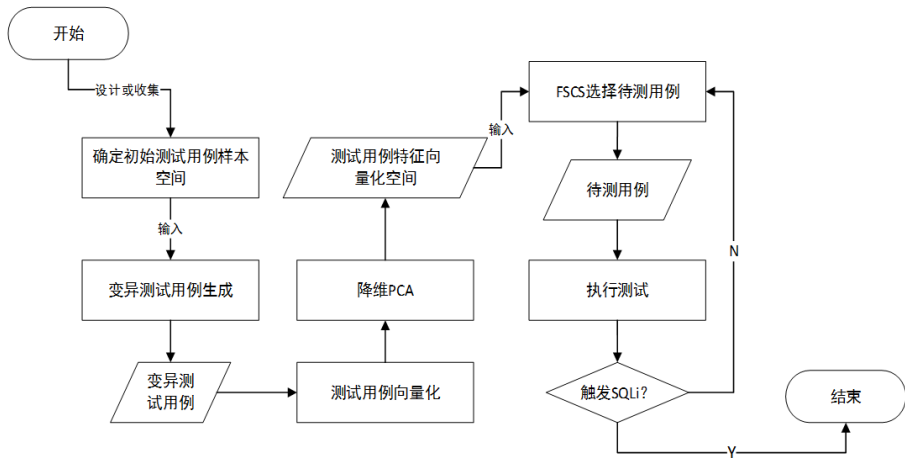 开始
设计或收集
确定初始测试用例样本
空间
输入
变异测试用例生成
变异测
试用例
测试用例向量化
降维PCA
测试用例特征向
量化空间
输入
FSCS选择待测用例
待测用例
执行测试
触发SQLi?
N
Y
结束